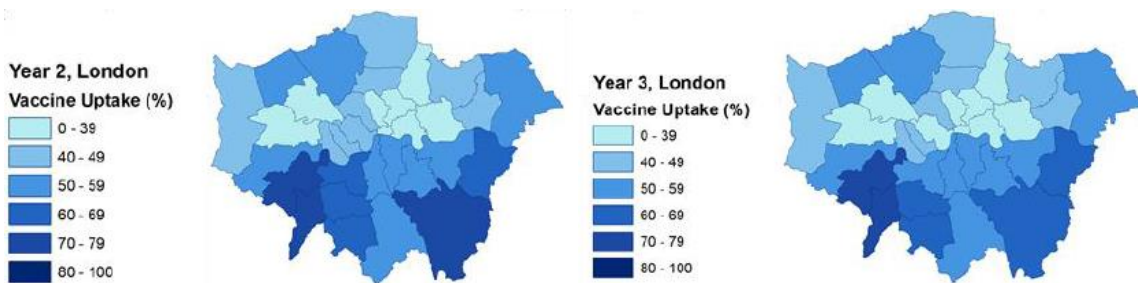 Year 2, London
Vaccine Uptake (%)
0 - 39
40 - 49
50 - 59
60 - 69
70 - 79
80 - 100
Year 3, London
Vaccine Uptake (%)
0 - 39
40 - 49
50 - 59
60 - 69
70 - 79
80 - 100